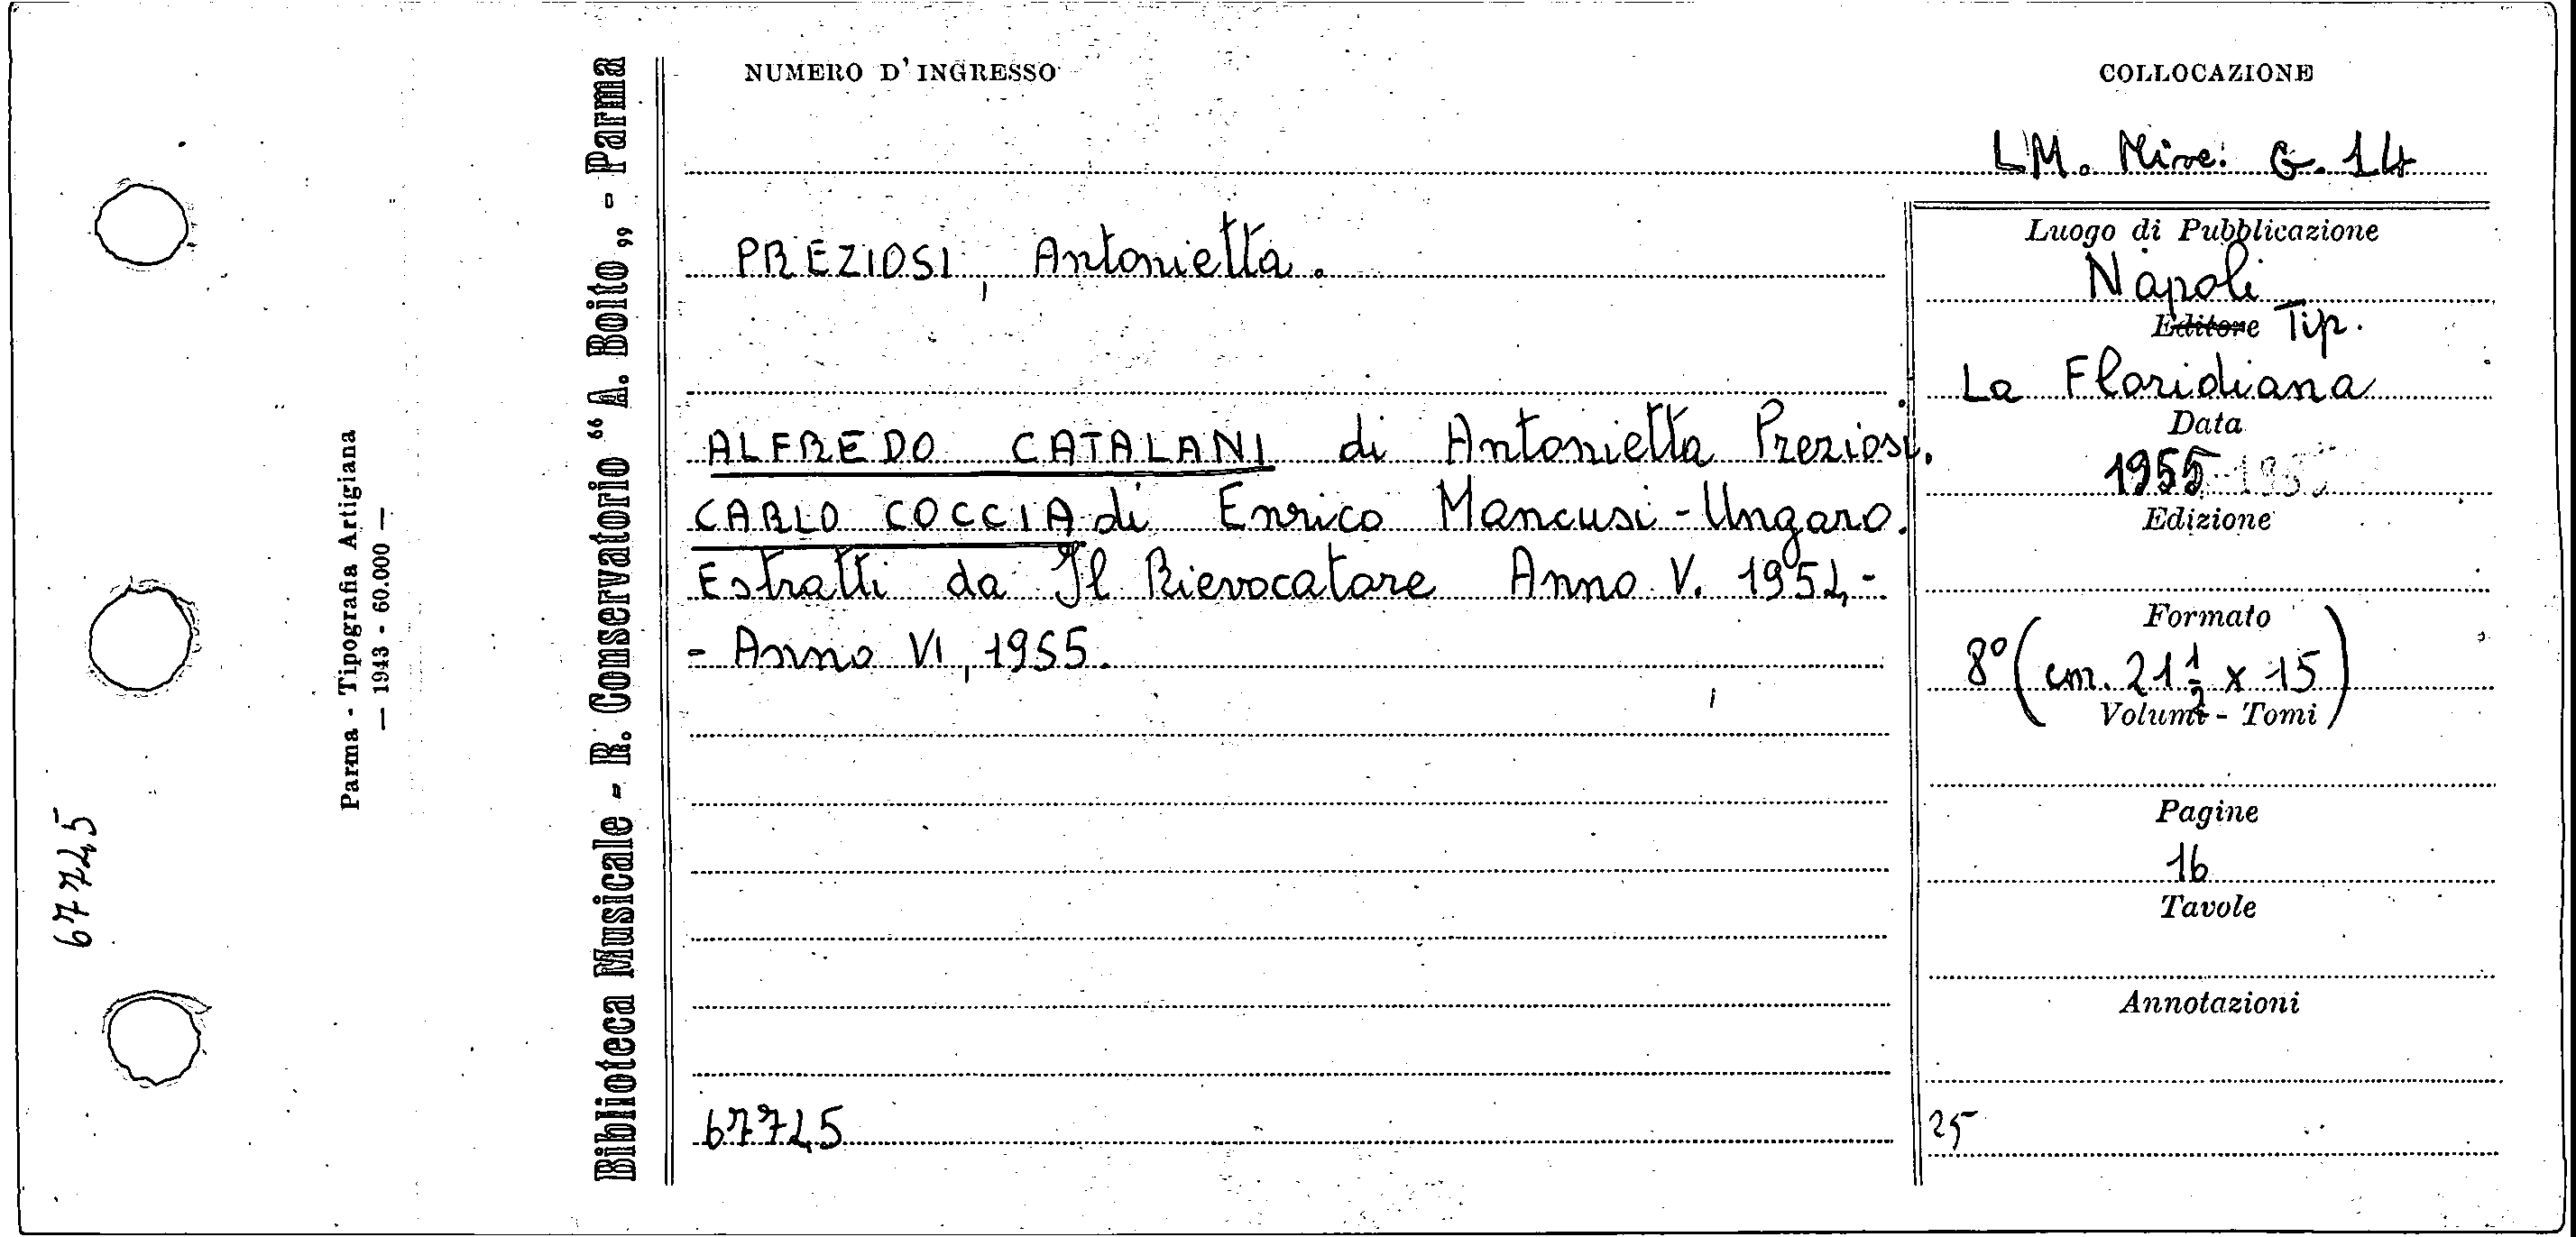 NUMERO D'INGRESSO
COLLOCAZIONE
LM. Misc. G. 14
PREZIOSI, Antonietta.
ALFREDO CATALANI di Antonietta Preziosi.
CARLO COCCIA di Enrico Mancusi-Ungaro.
Estratti da Il Rievocatore Anno V. 1954 -
- Anno VI, 1955.
67725
Luogo di Pubblicazione
Napoli
Editore Tip.
La Floridiana
Data
1955
Edizione
Formato
8° (cm. 21 1/2 x 15)
Volumi - Tomi
Pagine
16
Tavole
Annotazioni
25
Biblioteca Musicale - R. Conservatorio “A. Boito„ - Parma
Parma - Tipografia Artigiana
— 1943 - 60.000 —
67725